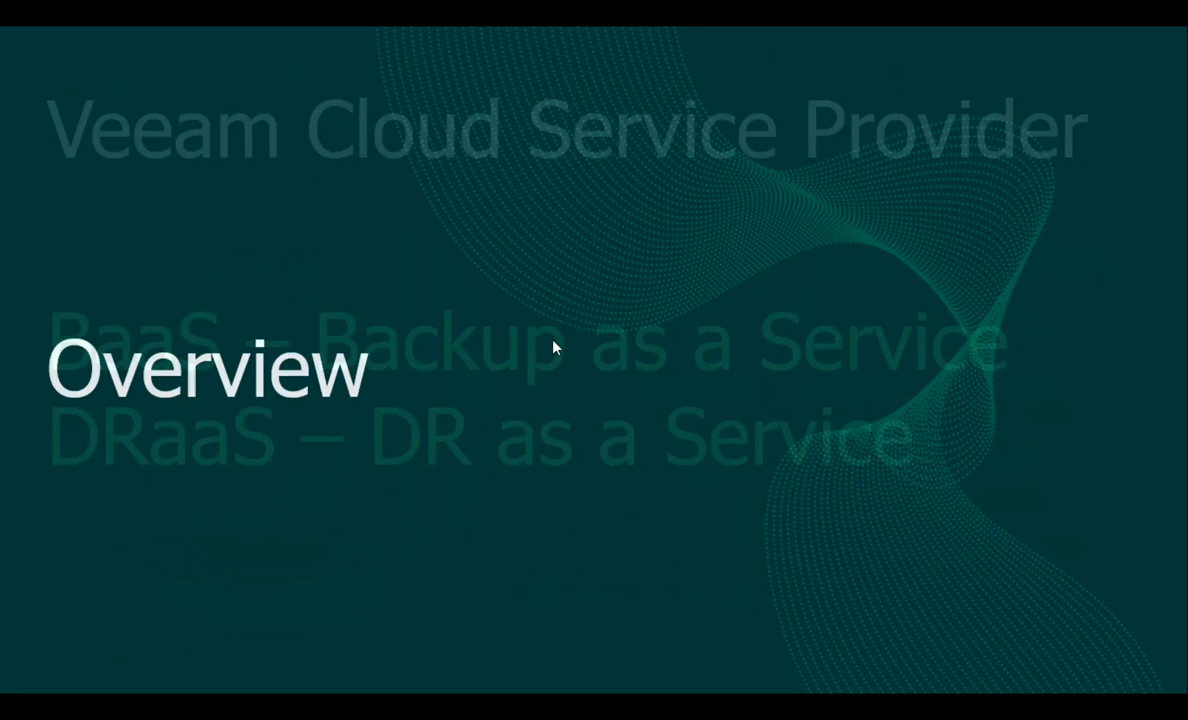 Veeam Cloud Service Provider
BaaS – Backup as a Service
Overview
DRaaS – DR as a Service